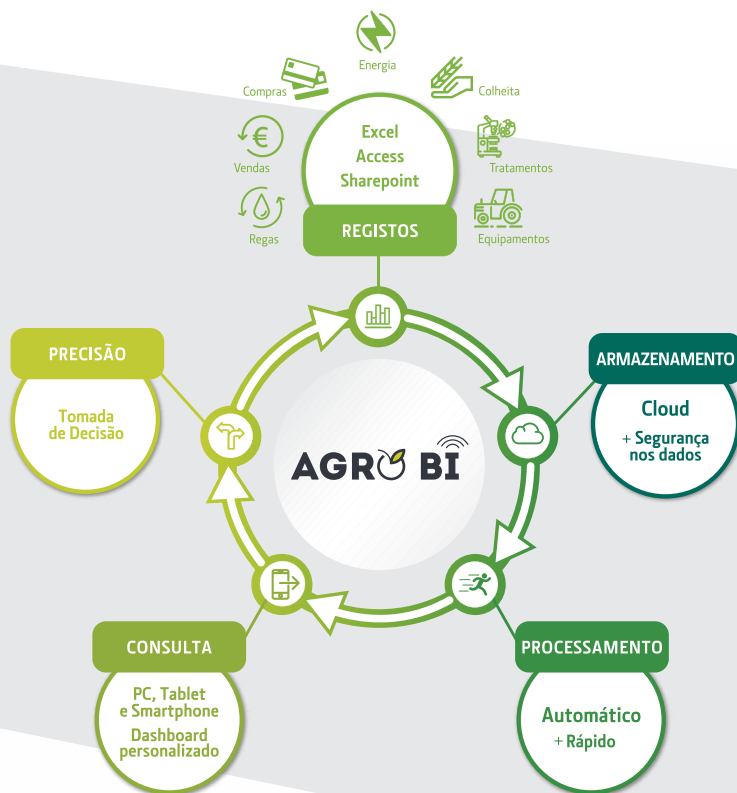 Energia
Compras
Colheita
Vendas
Tratamentos
Regas
Equipamentos
Excel
Access
Sharepoint
REGISTOS
PRECISÃO
Tomada
de Decisão
ARMAZENAMENTO
Cloud
+ Segurança
nos dados
AGRO BI
CONSULTA
PC, Tablet
e Smartphone
Dashboard
personalizado
PROCESSAMENTO
Automático
+ Rápido